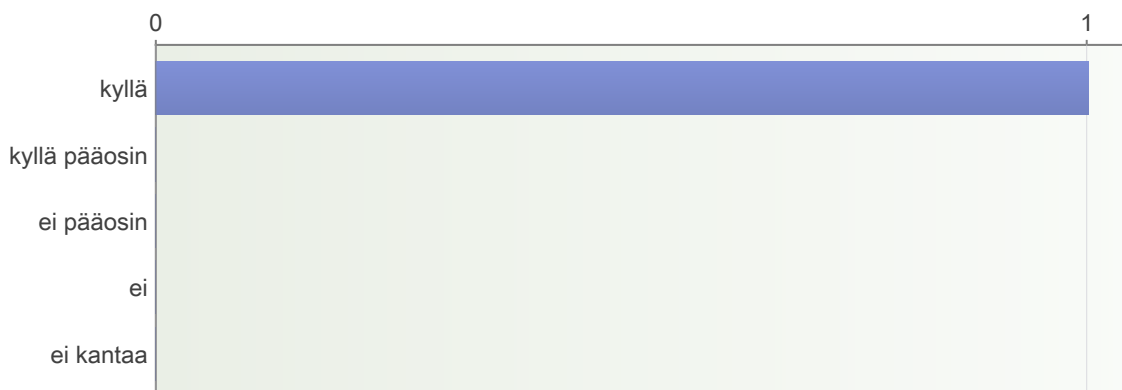 0 1
kyllä
kyllä pääosin
ei pääosin
ei
ei kantaa